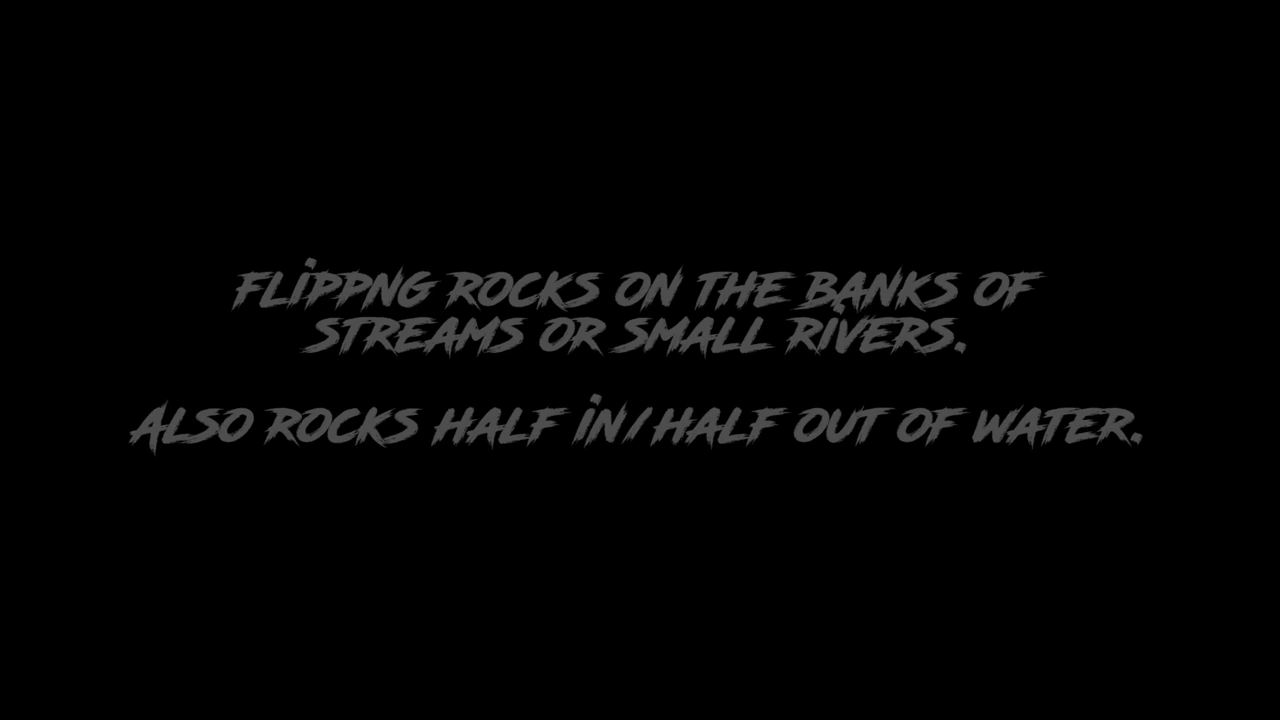 Flippng rocks on the banks of
streams or small rivers.
Also rocks half in/half out of water.